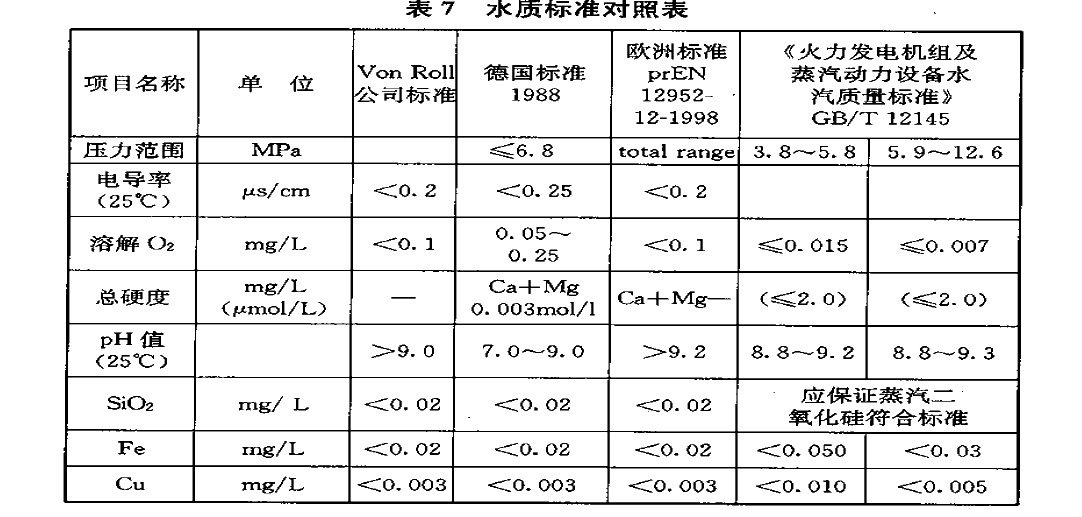 表 7 水质标准对照表
项目名称 单 位 Von Roll 公司标准 德国标准 1988 欧洲标准 prEN 12952-12-1998 《火力发电机组及蒸汽动力设备水汽质量标准》 GB/T 12145
压力范围 MPa ≤6.8 total range 3.8～5.8 5.9～12.6
电导率 (25℃) μs/cm <0.2 <0.25 <0.2
溶解 O₂ mg/L <0.1 0.05～0.25 <0.1 ≤0.015 ≤0.007
总硬度 mg/L (μmol/L) — Ca+Mg 0.003mol/l Ca+Mg— (≤2.0) (≤2.0)
pH 值 (25℃) >9.0 7.0～9.0 >9.2 8.8～9.2 8.8～9.3
SiO₂ mg/ L <0.02 <0.02 <0.02 应保证蒸汽二氧化硅符合标准
Fe mg/L <0.02 <0.02 <0.02 <0.050 <0.03
Cu mg/L <0.003 <0.003 <0.003 <0.010 <0.005